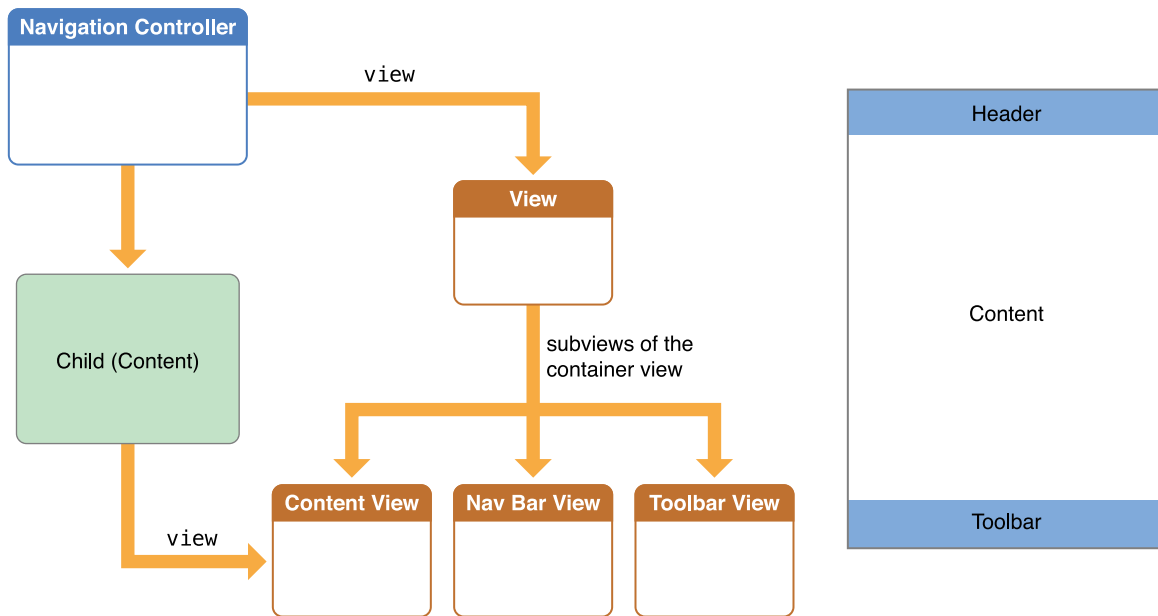 Navigation Controller
view
Header
View
Content
subviews of the
container view
Child (Content)
Content View
Nav Bar View
Toolbar View
Toolbar
view